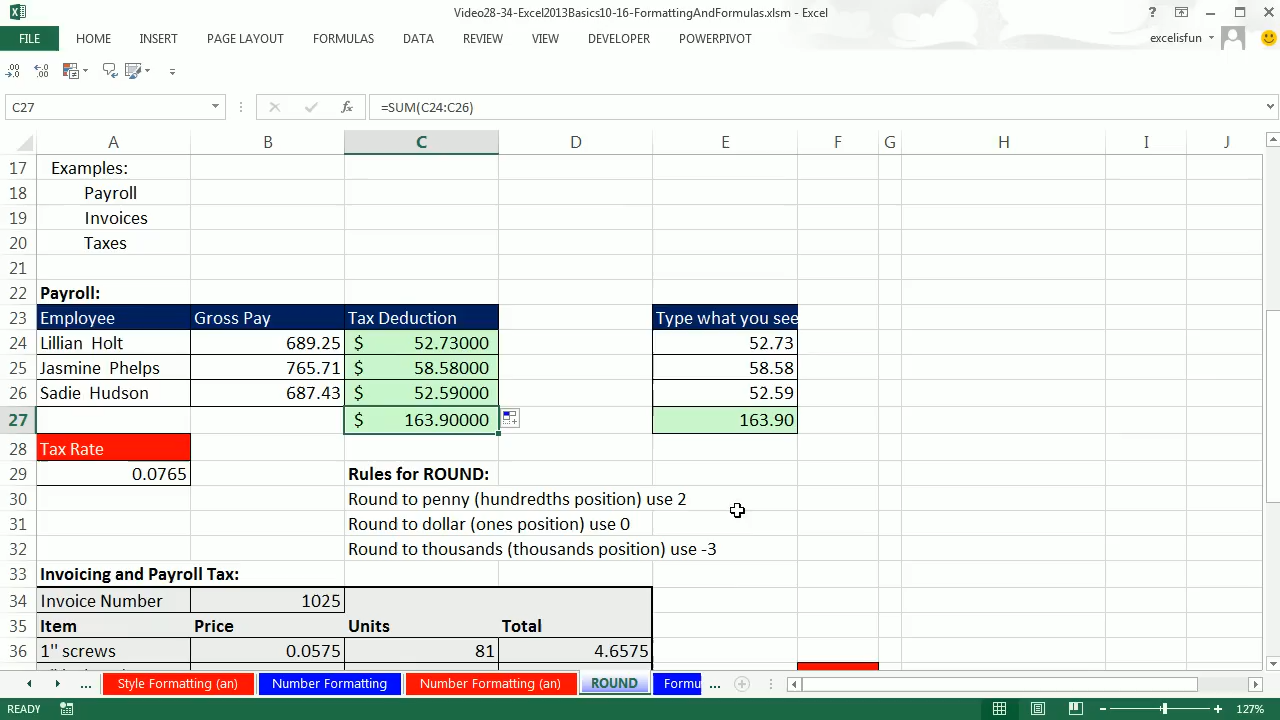 Video28-34-Excel2013Basics10-16-FormattingAndFormulas.xlsm - Excel
FILE HOME INSERT PAGE LAYOUT FORMULAS DATA REVIEW VIEW DEVELOPER POWERPIVOT excelisfun
C27 fx =SUM(C24:C26)
A B C D E F G H I J
17 Examples:
18 Payroll
19 Invoices
20 Taxes
21
22 Payroll:
23 Employee Gross Pay Tax Deduction Type what you see
24 Lillian Holt 689.25 $ 52.73000 52.73
25 Jasmine Phelps 765.71 $ 58.58000 58.58
26 Sadie Hudson 687.43 $ 52.59000 52.59
27 $ 163.90000 163.90
28 Tax Rate
29 0.0765 Rules for ROUND:
30 Round to penny (hundredths position) use 2
31 Round to dollar (ones position) use 0
32 Round to thousands (thousands position) use -3
33 Invoicing and Payroll Tax:
34 Invoice Number 1025
35 Item Price Units Total
36 1" screws 0.0575 81 4.6575
... Style Formatting (an) Number Formatting Number Formatting (an) ROUND Formu ...
READY 127%